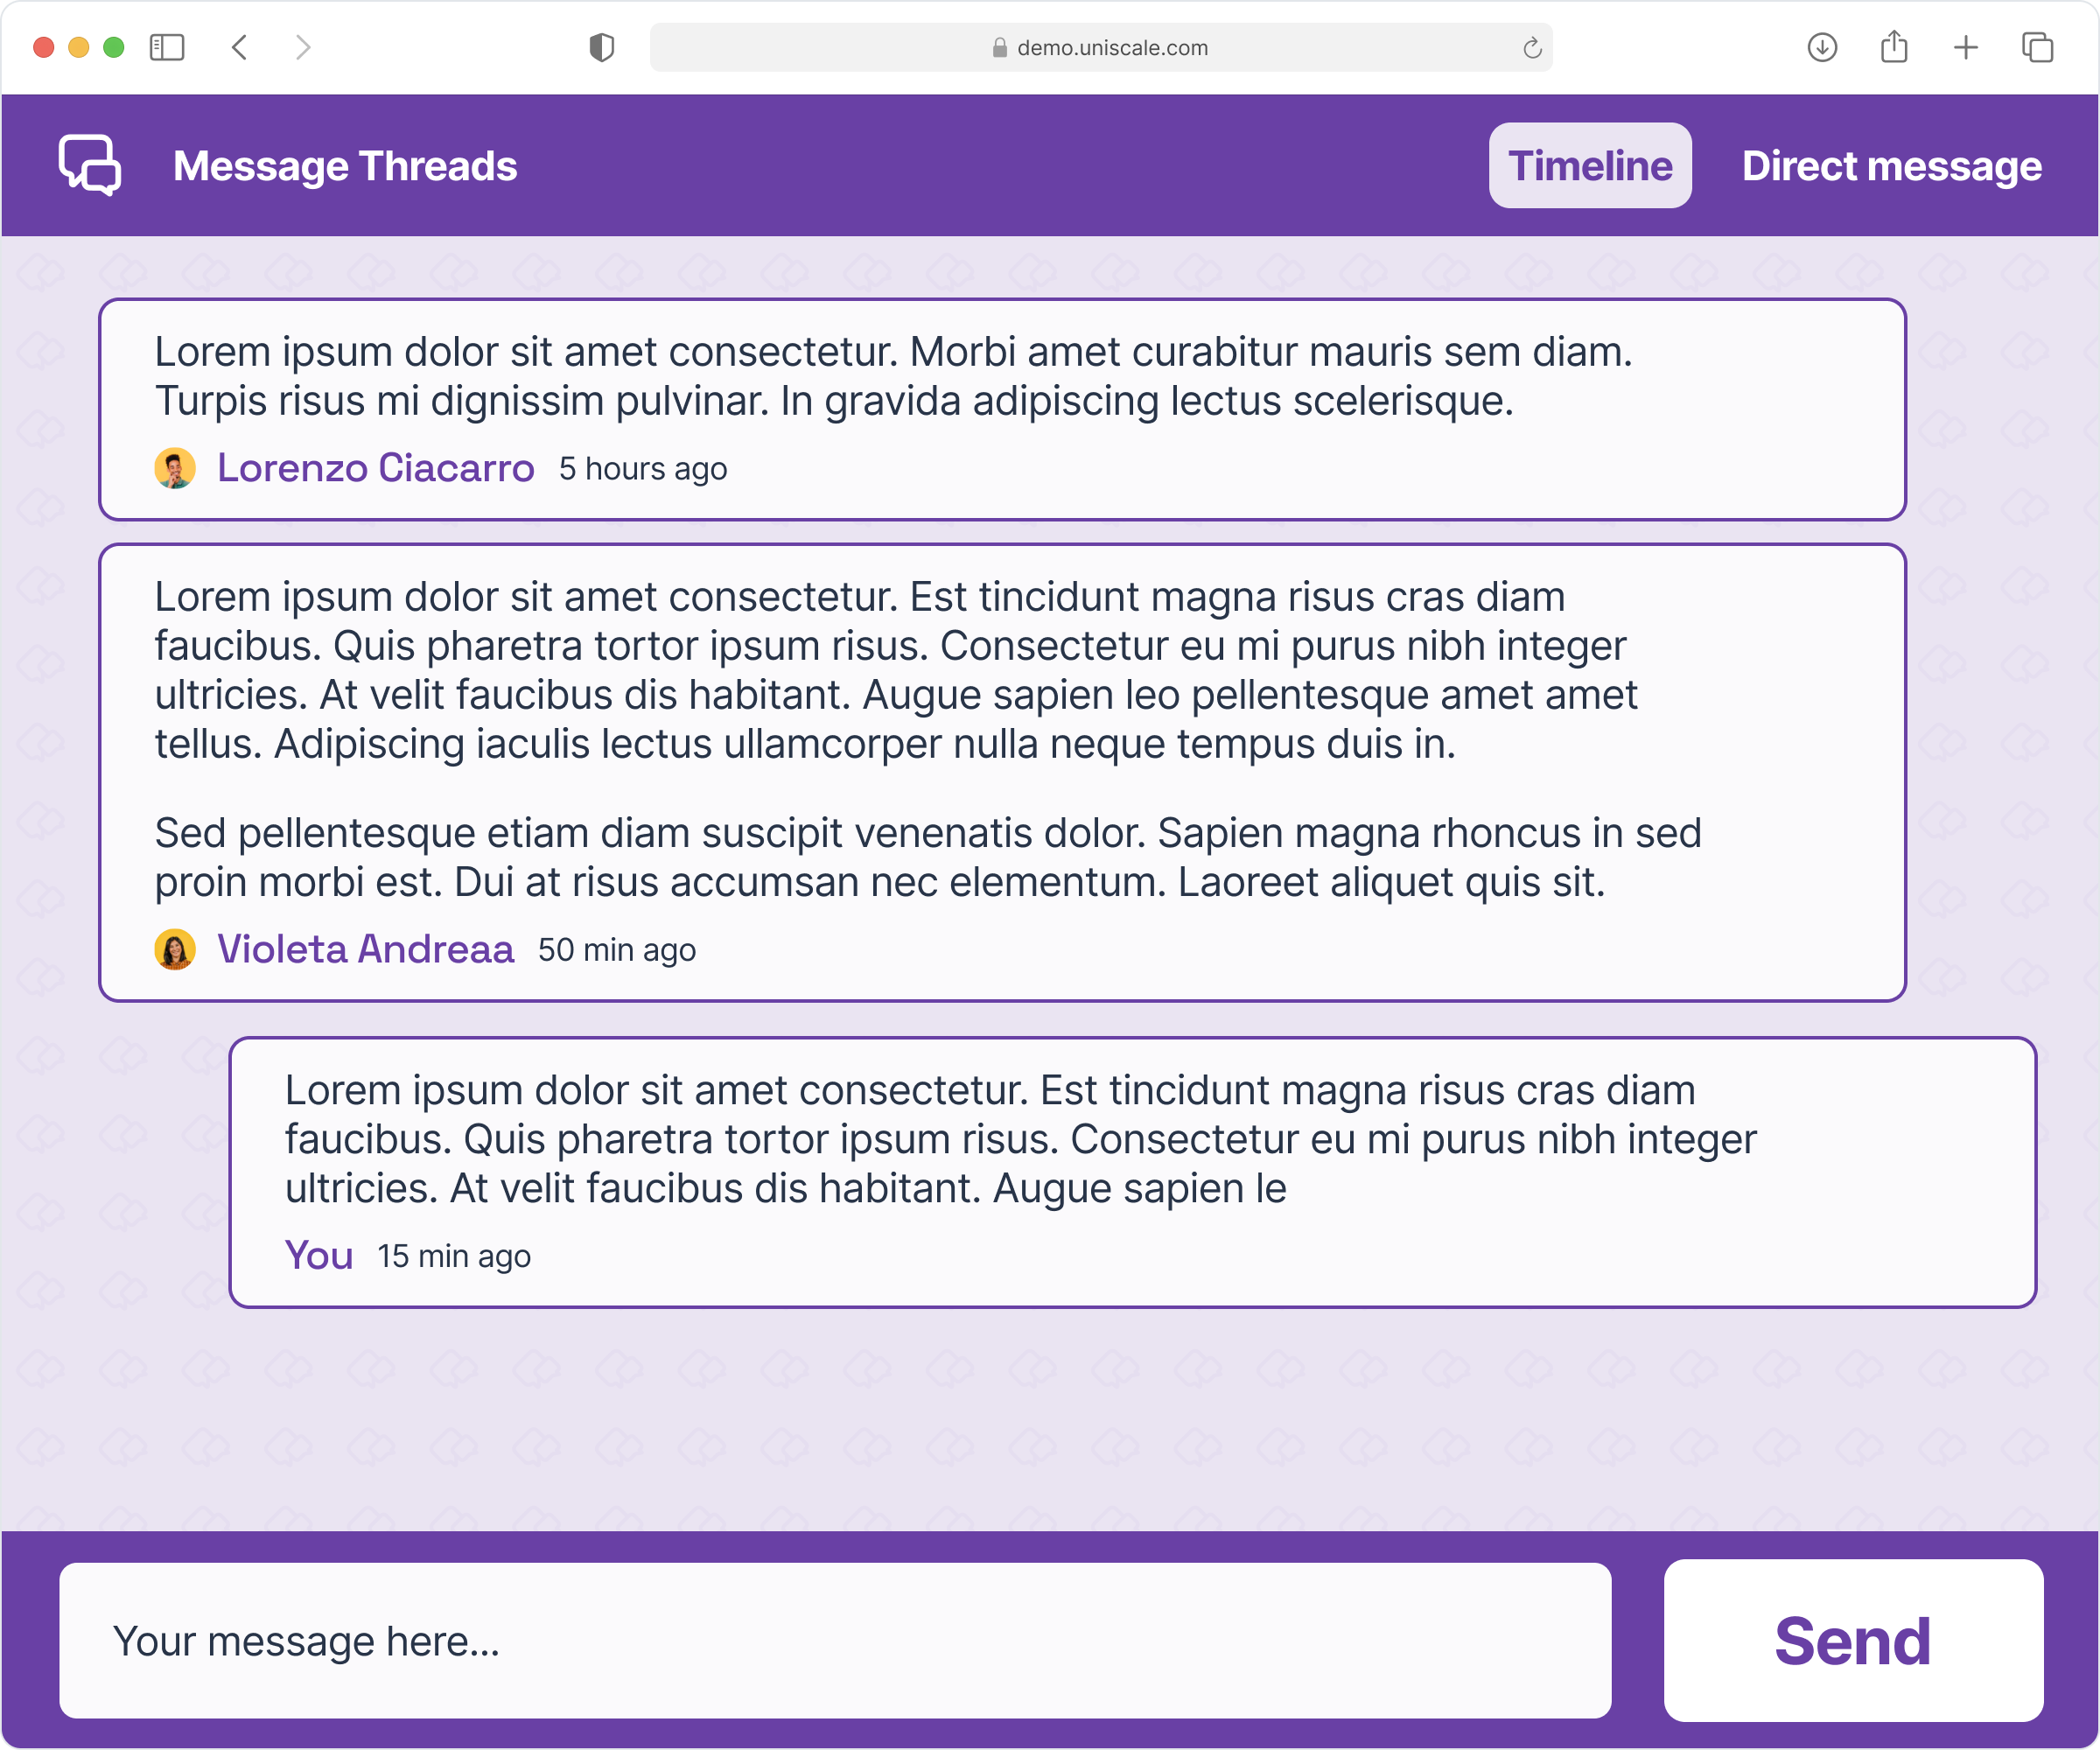 demo.uniscale.com
Message Threads
Timeline
Direct message
Lorem ipsum dolor sit amet consectetur. Morbi amet curabitur mauris sem diam.
Turpis risus mi dignissim pulvinar. In gravida adipiscing lectus scelerisque.
Lorenzo Ciacarro 5 hours ago
Lorem ipsum dolor sit amet consectetur. Est tincidunt magna risus cras diam
faucibus. Quis pharetra tortor ipsum risus. Consectetur eu mi purus nibh integer
ultricies. At velit faucibus dis habitant. Augue sapien leo pellentesque amet amet
tellus. Adipiscing iaculis lectus ullamcorper nulla neque tempus duis in.
Sed pellentesque etiam diam suscipit venenatis dolor. Sapien magna rhoncus in sed
proin morbi est. Dui at risus accumsan nec elementum. Laoreet aliquet quis sit.
Violeta Andreaa 50 min ago
Lorem ipsum dolor sit amet consectetur. Est tincidunt magna risus cras diam
faucibus. Quis pharetra tortor ipsum risus. Consectetur eu mi purus nibh integer
ultricies. At velit faucibus dis habitant. Augue sapien le
You 15 min ago
Your message here...
Send